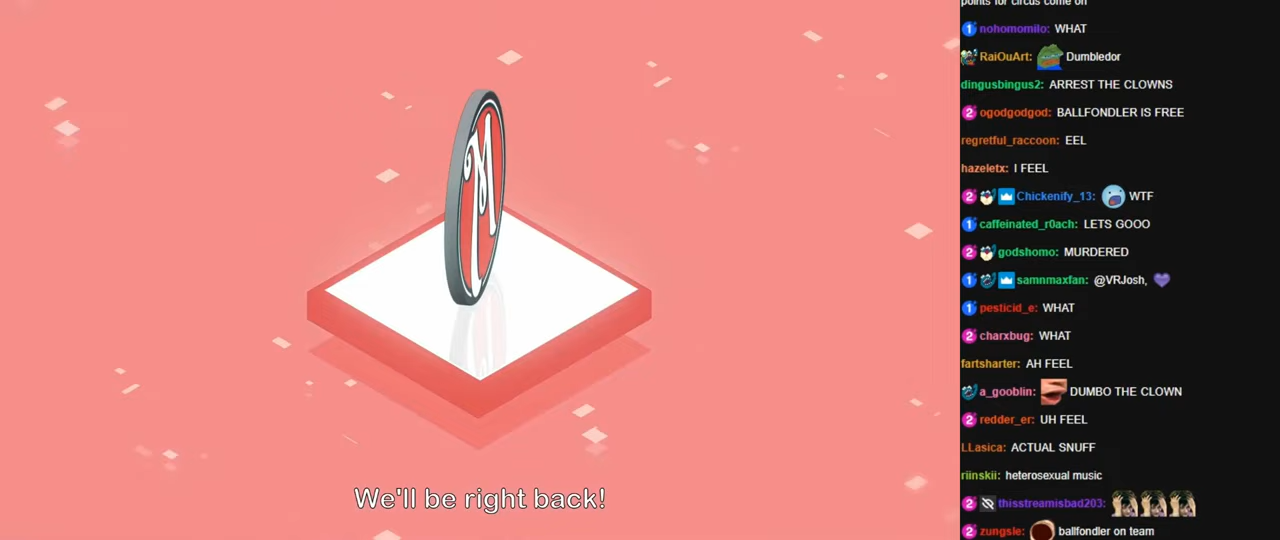 We'll be right back!
points for circus come on
nohomomilo: WHAT
RaiOuArt: Dumbledor
dingusbingus2: ARREST THE CLOWNS
ogodgodgod: BALLFONDLER IS FREE
regretful_raccoon: EEL
hazeletx: I FEEL
Chickenify_13: WTF
caffeinated_r0ach: LETS GOOO
godshomo: MURDERED
samnmaxfan: @VRJosh,
pesticid_e: WHAT
charxbug: WHAT
fartsharter: AH FEEL
a_gooblin: DUMBO THE CLOWN
redder_er: UH FEEL
LLasica: ACTUAL SNUFF
riinskii: heterosexual music
thisstreamisbad203:
zungsle: ballfondler on team